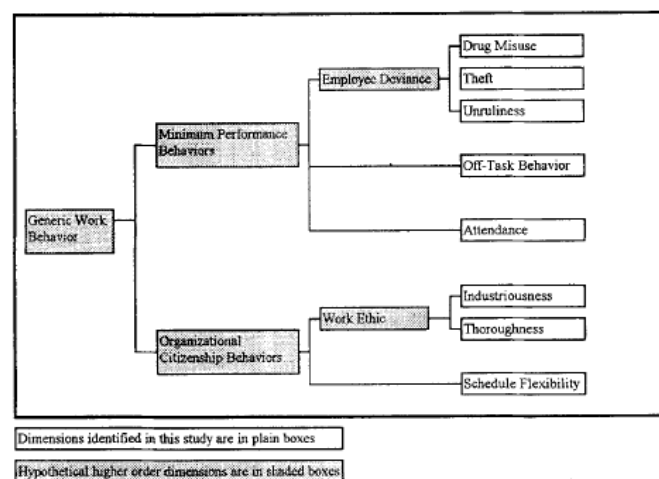 Drug Misuse
Employee Deviance
Theft
Unruliness
Minimum Performance
Behaviors
Off-Task Behavior
Generic Work
Behavior
Attendance
Industriousness
Work Ethic
Thoroughness
Organizational
Citizenship Behaviors
Schedule Flexibility
Dimensions identified in this study are in plain boxes
Hypothetical higher order dimensions are in shaded boxes